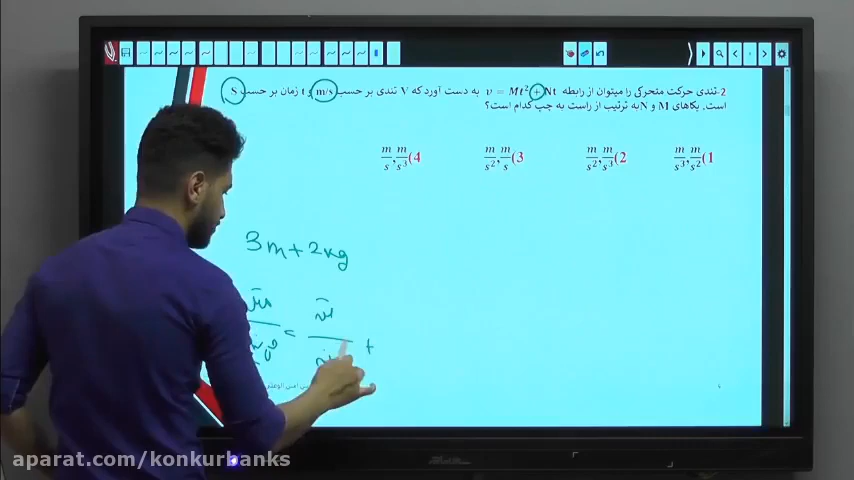 2-تندی حرکت متحرکی را میتوان از رابطه v = Mt² + Nt به دست آورد که V تندی بر حسب m/s و t زمان بر حسب S
است. یکاهای M و N به ترتیب از راست به چپ کدام است؟
1) m/s² , m/s³ 2) m/s³ , m/s² 3) m/s , m/s² 4) m/s³ , m/s
3m + 2kg
aparat.com/konkurbanks